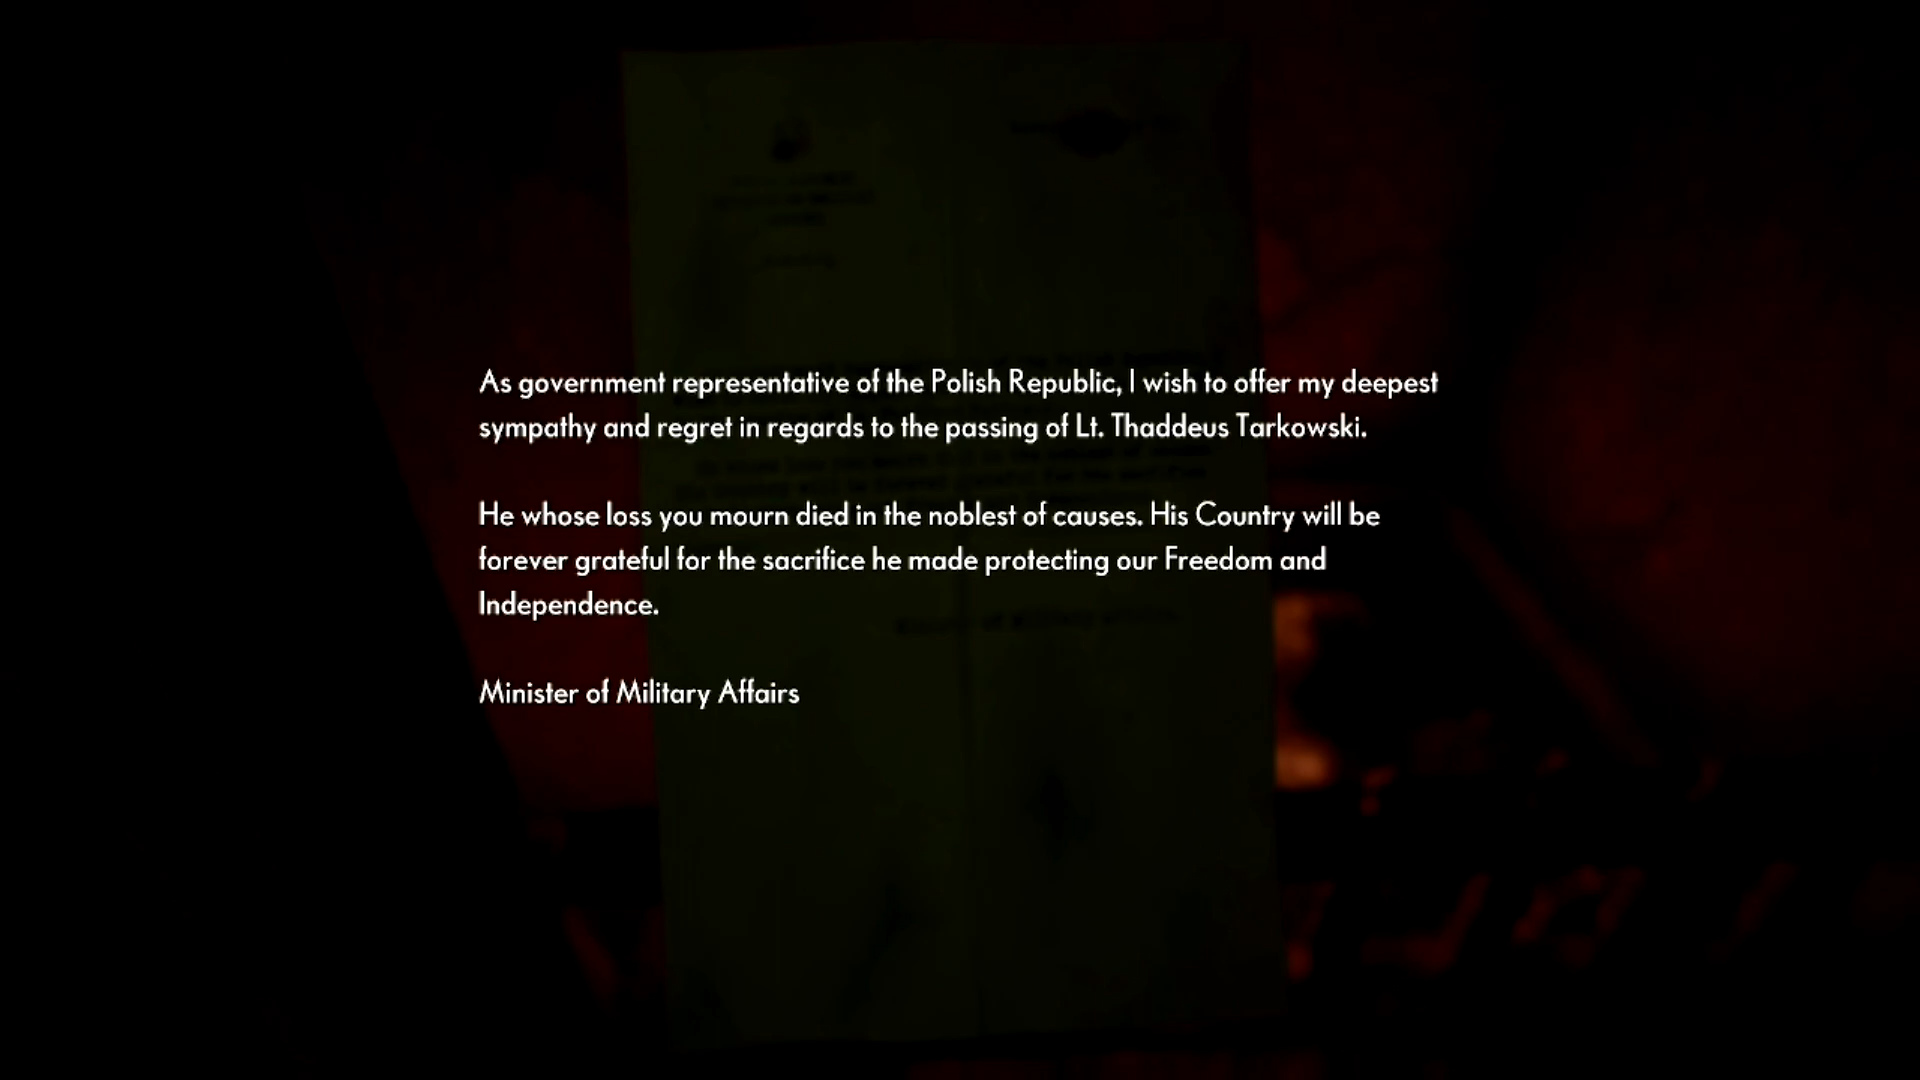 As government representative of the Polish Republic, I wish to offer my deepest
sympathy and regret in regards to the passing of Lt. Thaddeus Tarkowski.
He whose loss you mourn died in the noblest of causes. His Country will be
forever grateful for the sacrifice he made protecting our Freedom and
Independence.
Minister of Military Affairs